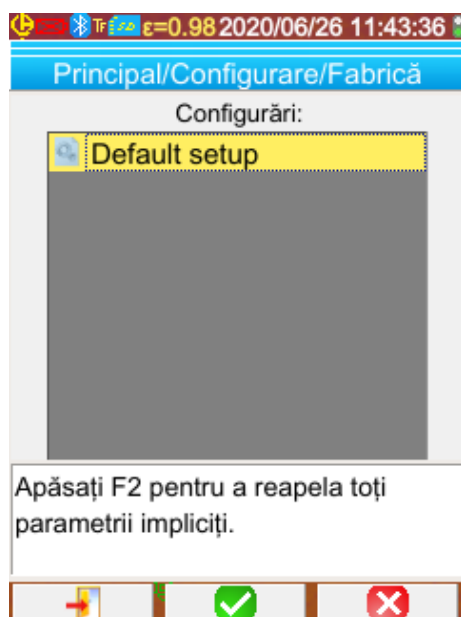 TF ε=0.98 2020/06/26 11:43:36
Principal/Configurare/Fabrică
Configurări:
Default setup
Apăsați F2 pentru a reapela toți
parametrii impliciți.